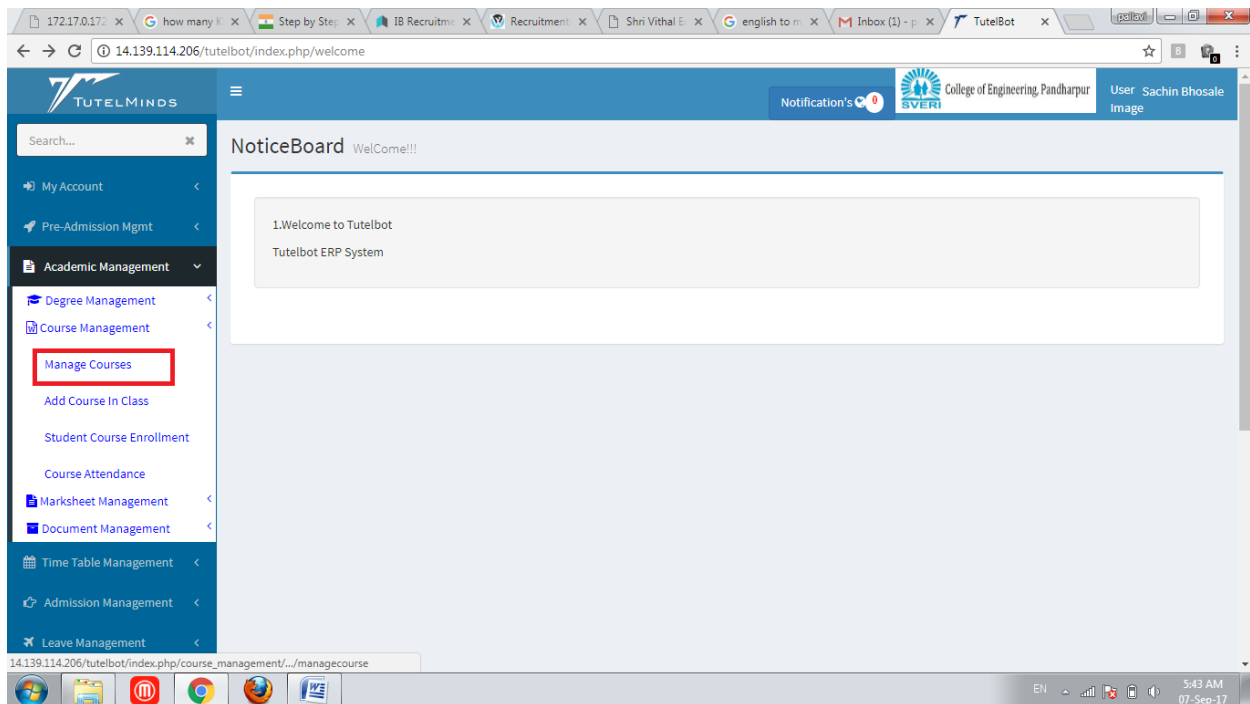 172.17.0.172
how many K
Step by Step
IB Recruitme
Recruitment
Shri Vithal E
english to m
Inbox (1) - p
TutelBot
pallavi
14.139.114.206/tutelbot/index.php/welcome
TUTELMINDS
Notification's 0
SVERI
College of Engineering, Pandharpur
User Image
Sachin Bhosale
Search...
NoticeBoard WelCome!!!
My Account
Pre-Admission Mgmt
1.Welcome to Tutelbot
Tutelbot ERP System
Academic Management
Degree Management
Course Management
Manage Courses
Add Course In Class
Student Course Enrollment
Course Attendance
Marksheet Management
Document Management
Time Table Management
Admission Management
Leave Management
14.139.114.206/tutelbot/index.php/course_management/.../managecourse
EN
5:43 AM
07-Sep-17